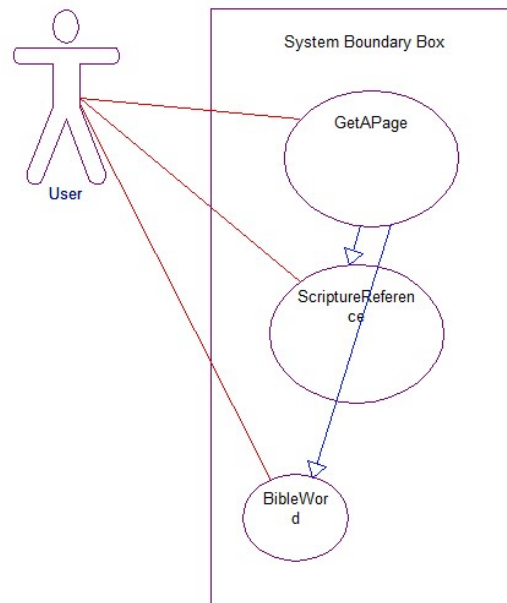 System Boundary Box
GetAPage
User
ScriptureReferen
ce
BibleWor
d